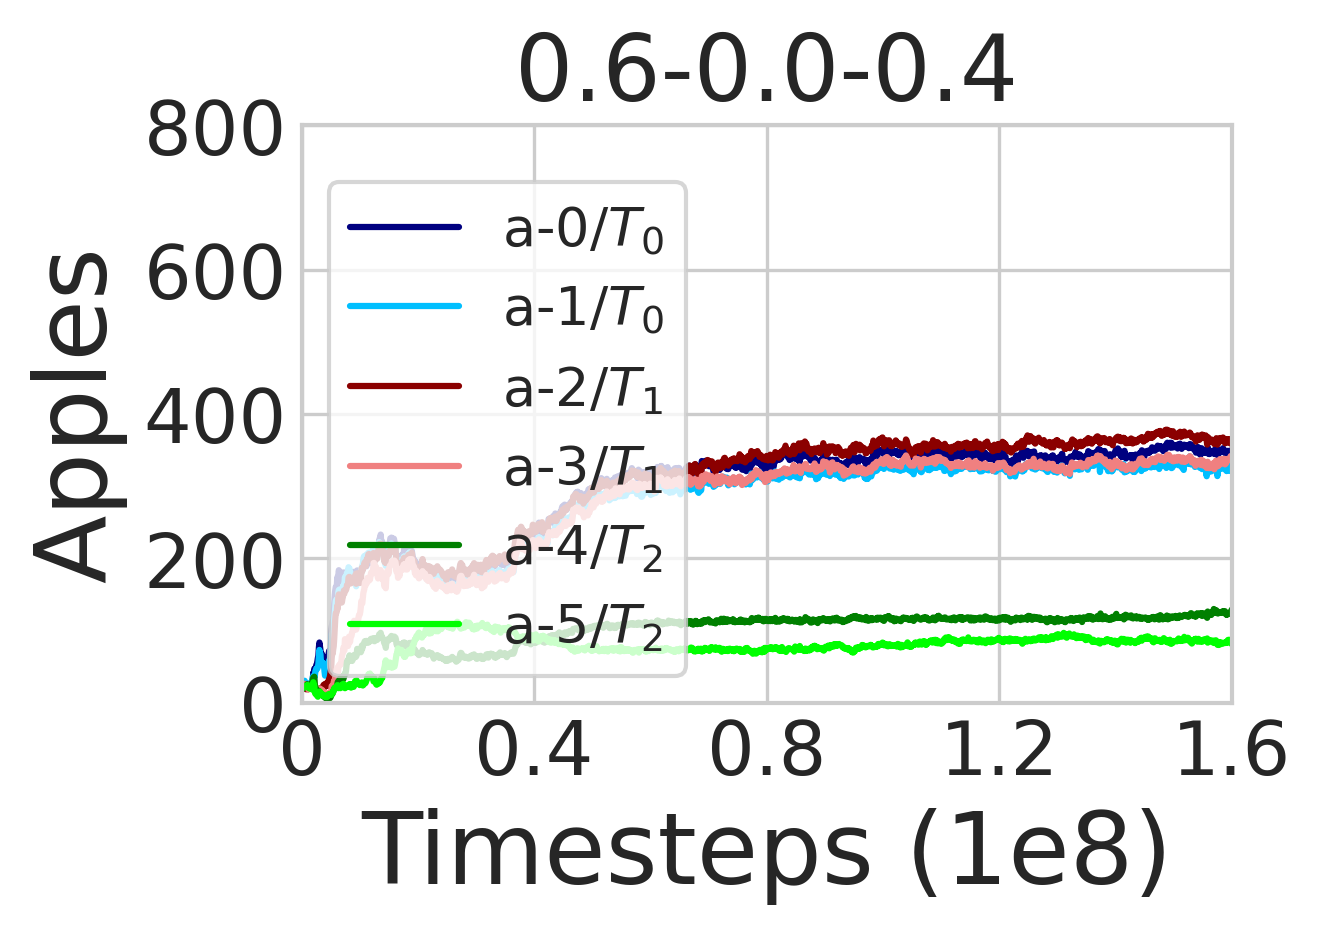 0.6-0.0-0.4
800
600
400
200
0
Apples
a-0/T₀
a-1/T₀
a-2/T₁
a-3/T₁
a-4/T₂
a-5/T₂
0 0.4 0.8 1.2 1.6
Timesteps (1e8)